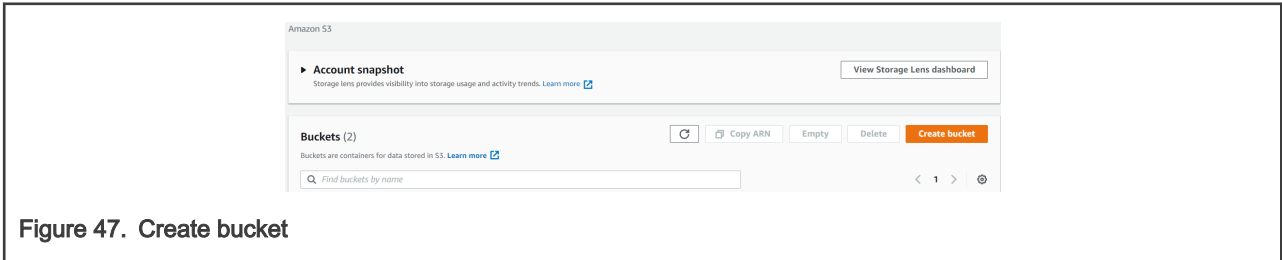 Amazon S3
Account snapshot
View Storage Lens dashboard
Storage lens provides visibility into storage usage and activity trends. Learn more
Buckets (2)
Copy ARN
Empty
Delete
Create bucket
Buckets are containers for data stored in S3. Learn more
Find buckets by name
1
Figure 47. Create bucket